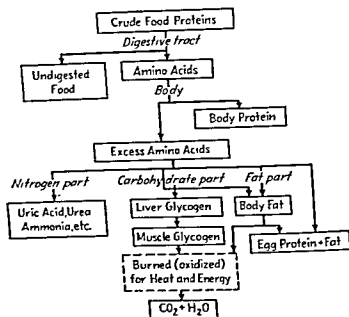 Crude Food Proteins
Digestive tract
Undigested
Food
Amino Acids
Body
Body Protein
Excess Amino Acids
Nitrogen part
Carbohydrate part
Fat part
Uric Acid, Urea
Ammonia, etc.
Liver Glycogen
Body Fat
Muscle Glycogen
Egg Protein + Fat
Burned (oxidized)
for Heat and Energy
CO₂ + H₂O